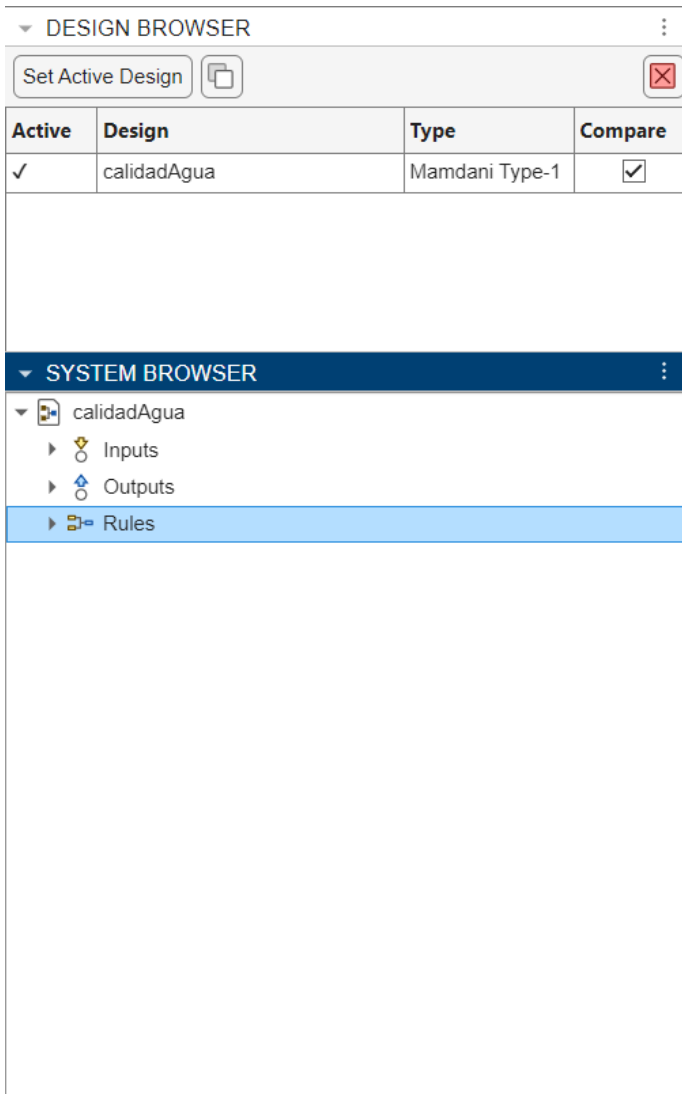 DESIGN BROWSER
Set Active Design
Active Design Type Compare
calidadAgua Mamdani Type-1
SYSTEM BROWSER
calidadAgua
Inputs
Outputs
Rules